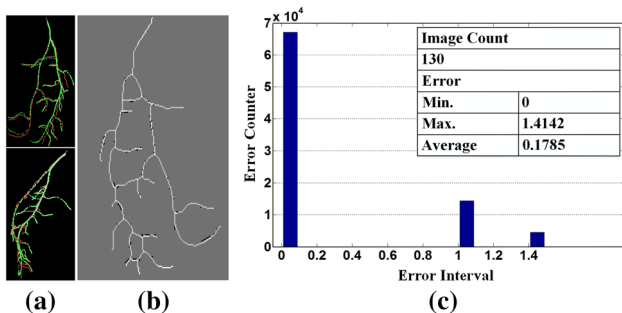 7 × 10⁴
6
5
4
3
2
1
0
Error Counter
Image Count
130
Error
Min. 0
Max. 1.4142
Average 0.1785
0 0.2 0.4 0.6 0.8 1.0 1.2 1.4
Error Interval
(a) (b) (c)